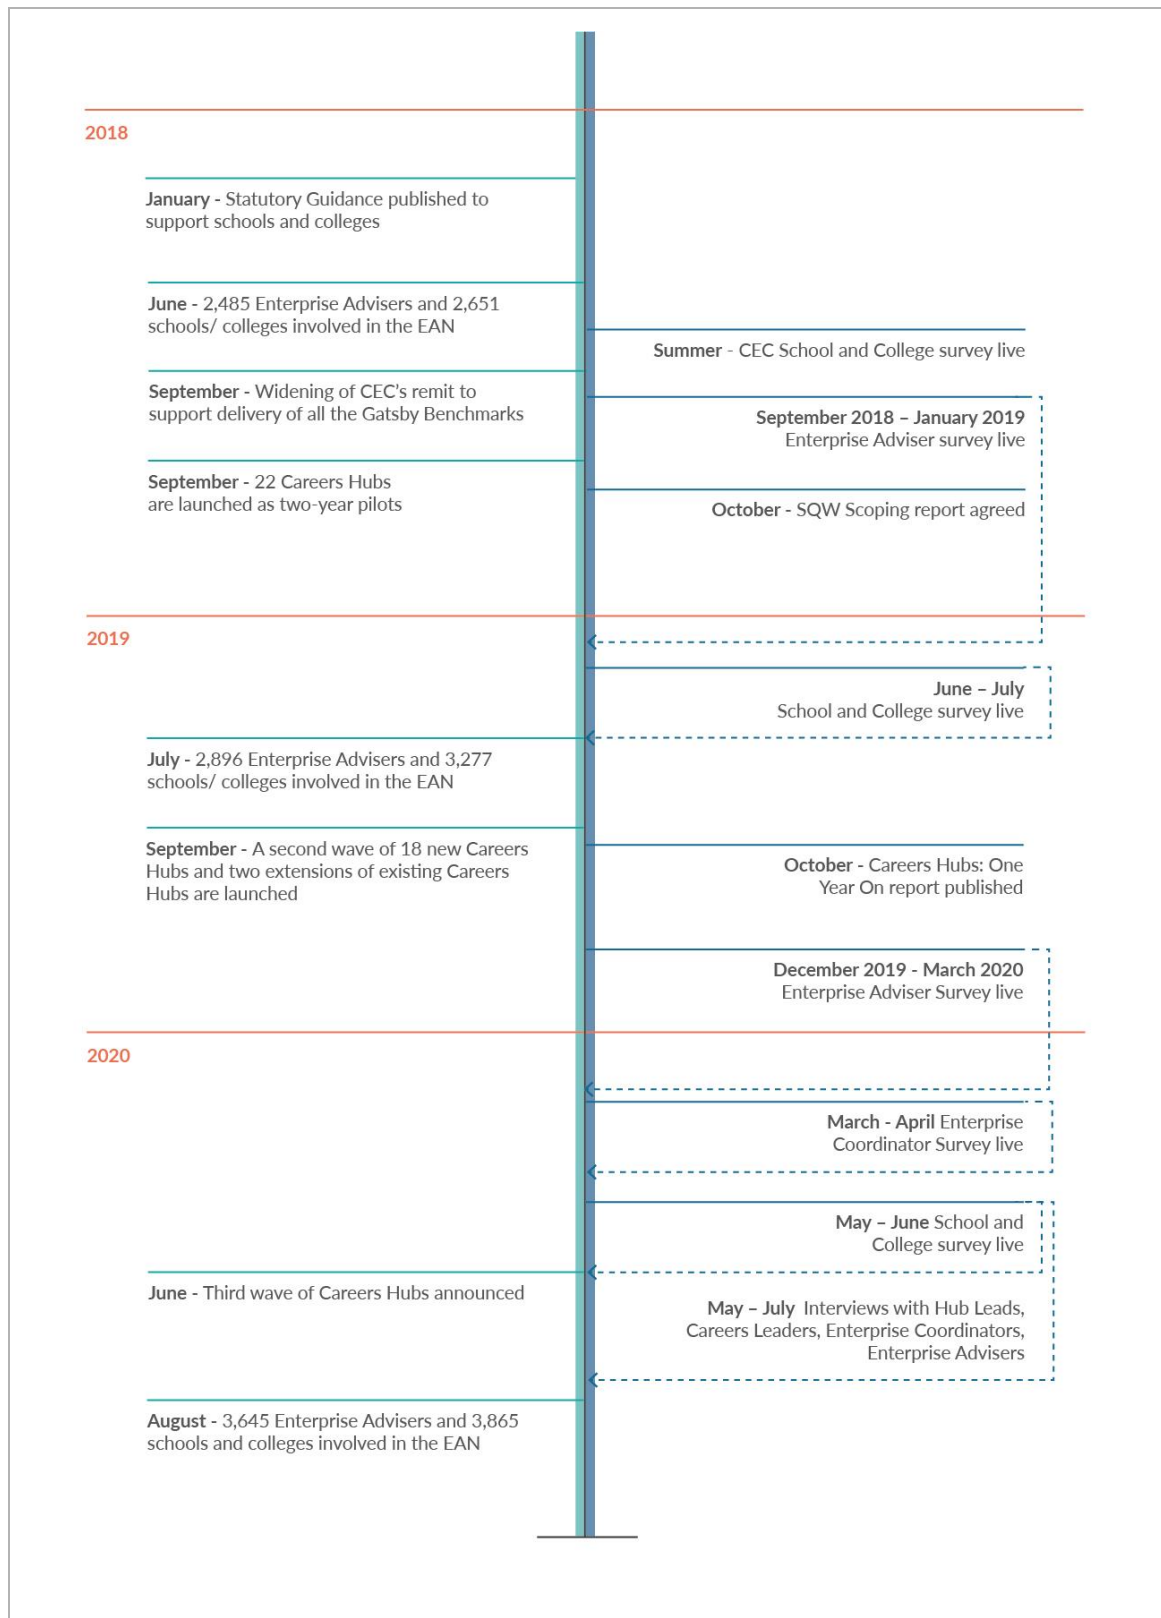 2018
January - Statutory Guidance published to
support schools and colleges
June - 2,485 Enterprise Advisers and 2,651
schools/ colleges involved in the EAN
Summer - CEC School and College survey live
September - Widening of CEC's remit to
support delivery of all the Gatsby Benchmarks
September 2018 – January 2019
Enterprise Adviser survey live
September - 22 Careers Hubs
are launched as two-year pilots
October - SQW Scoping report agreed
2019
June – July
School and College survey live
July - 2,896 Enterprise Advisers and 3,277
schools/ colleges involved in the EAN
September - A second wave of 18 new Careers
Hubs and two extensions of existing Careers
Hubs are launched
October - Careers Hubs: One
Year On report published
December 2019 - March 2020
Enterprise Adviser Survey live
2020
March - April Enterprise
Coordinator Survey live
May – June School and
College survey live
June - Third wave of Careers Hubs announced
May – July Interviews with Hub Leads,
Careers Leaders, Enterprise Coordinators,
Enterprise Advisers
August - 3,645 Enterprise Advisers and 3,865
schools and colleges involved in the EAN